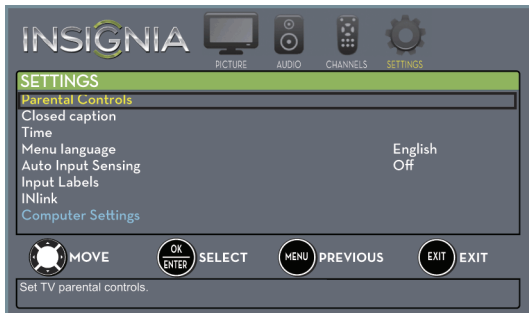 INSIGNIA
PICTURE AUDIO CHANNELS SETTINGS
SETTINGS
Parental Controls
Closed caption
Time
Menu language English
Auto Input Sensing Off
Input Labels
INlink
Computer Settings
MOVE OK ENTER SELECT MENU PREVIOUS EXIT EXIT
Set TV parental controls.